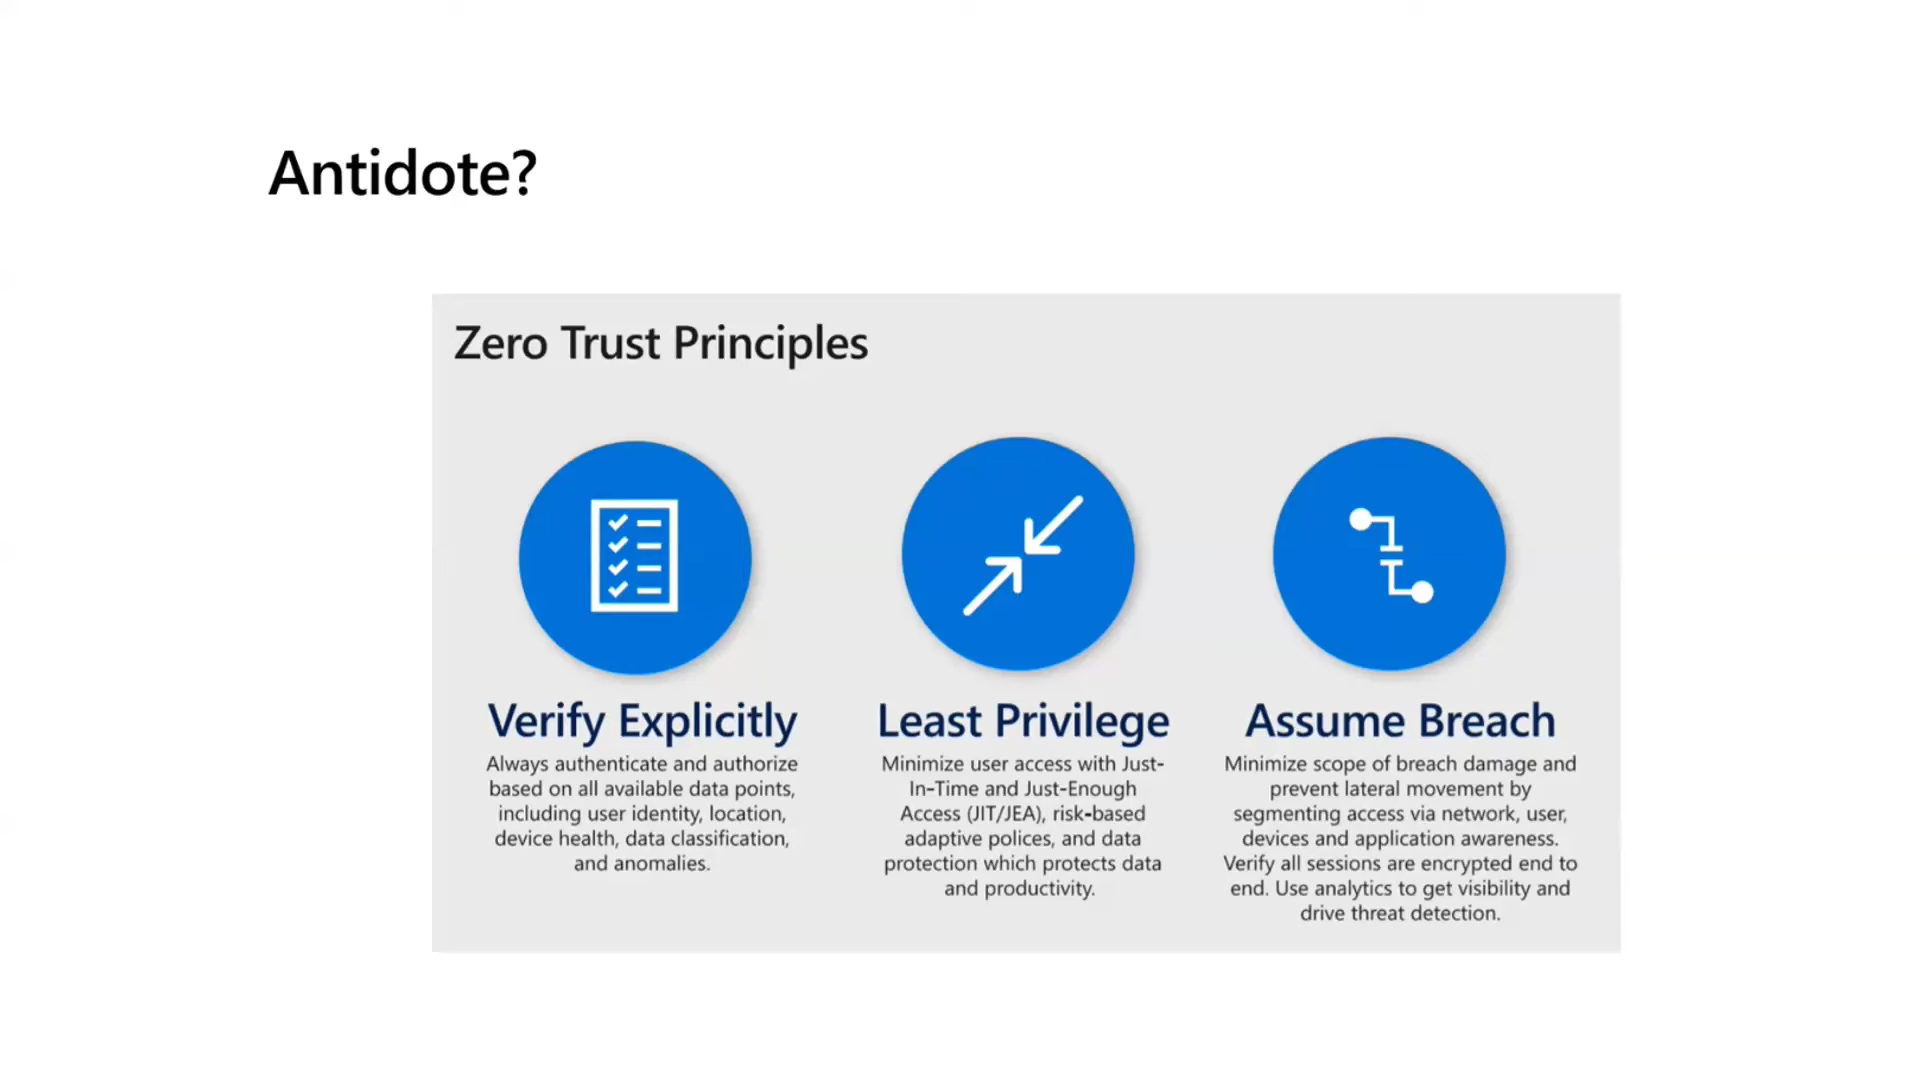 Antidote?
Zero Trust Principles
Verify Explicitly
Always authenticate and authorize
based on all available data points,
including user identity, location,
device health, data classification,
and anomalies.
Least Privilege
Minimize user access with Just-
In-Time and Just-Enough
Access (JIT/JEA), risk-based
adaptive polices, and data
protection which protects data
and productivity.
Assume Breach
Minimize scope of breach damage and
prevent lateral movement by
segmenting access via network, user,
devices and application awareness.
Verify all sessions are encrypted end to
end. Use analytics to get visibility and
drive threat detection.